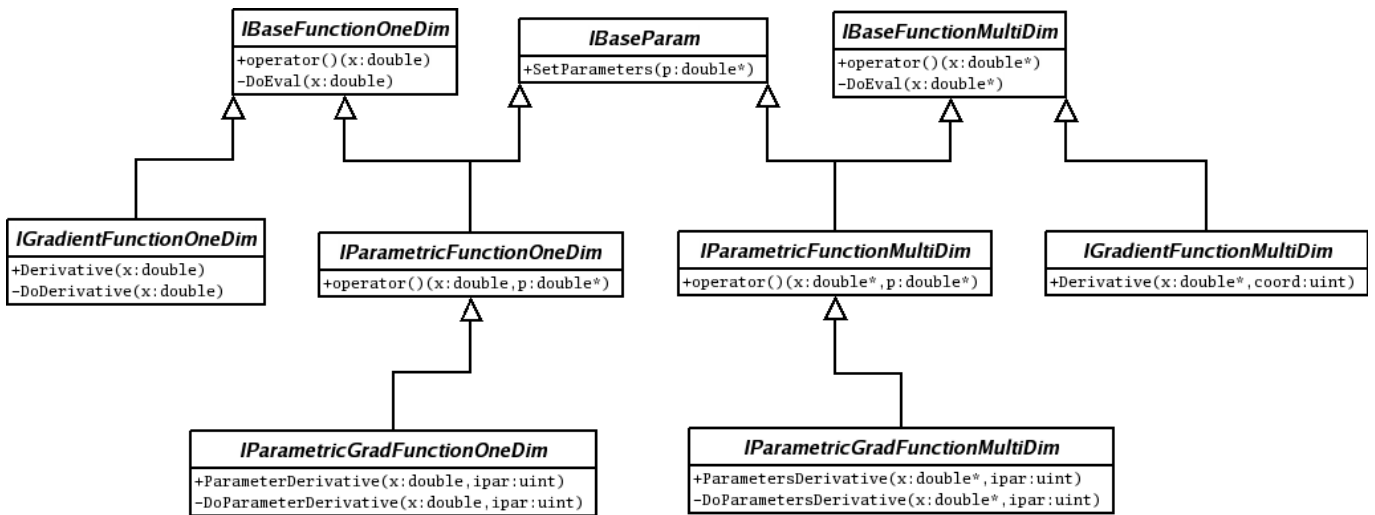 IBaseFunctionOneDim
+operator()(x:double)
-DoEval(x:double)
IBaseParam
+SetParameters(p:double*)
IBaseFunctionMultiDim
+operator()(x:double*)
-DoEval(x:double*)
IGradientFunctionOneDim
+Derivative(x:double)
-DoDerivative(x:double)
IParametricFunctionOneDim
+operator()(x:double,p:double*)
IParametricFunctionMultiDim
+operator()(x:double*,p:double*)
IGradientFunctionMultiDim
+Derivative(x:double*,coord:uint)
IParametricGradFunctionOneDim
+ParameterDerivative(x:double,ipar:uint)
-DoParameterDerivative(x:double,ipar:uint)
IParametricGradFunctionMultiDim
+ParametersDerivative(x:double*,ipar:uint)
-DoParametersDerivative(x:double*,ipar:uint)